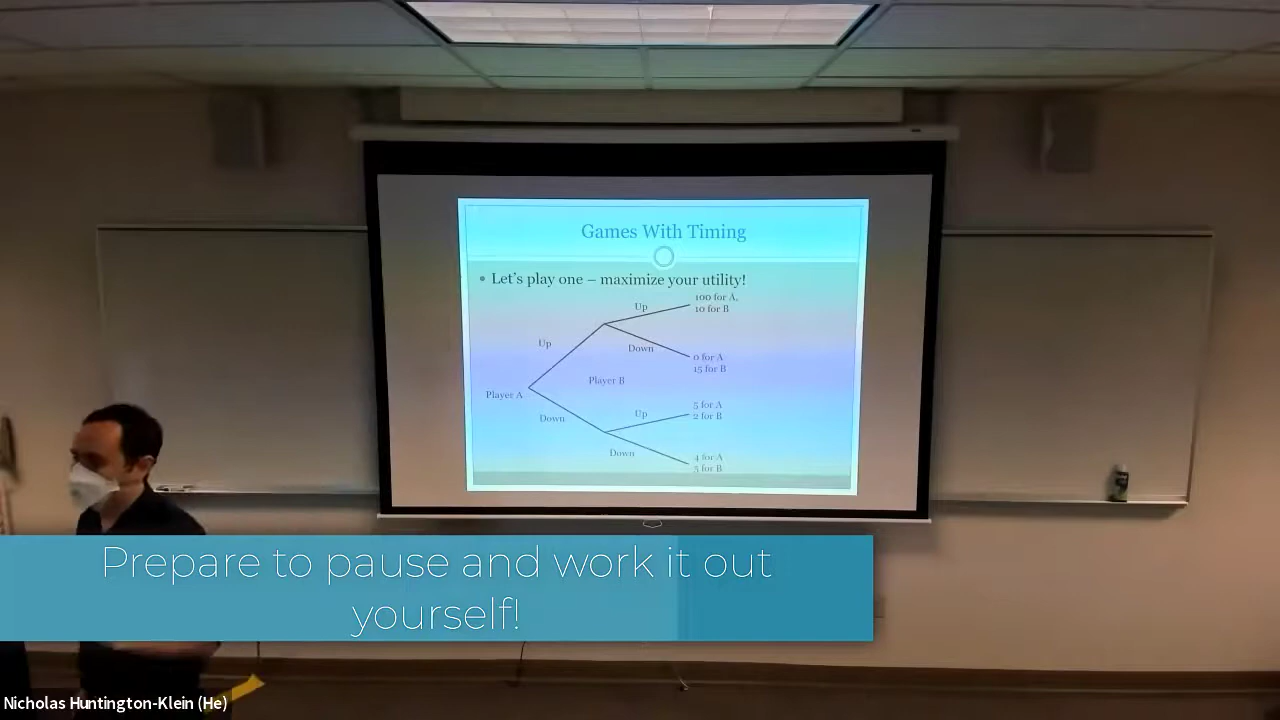 Games With Timing
• Let's play one – maximize your utility!
Up
100 for A,
10 for B
Up
Down
0 for A
15 for B
Player B
Player A
Up
5 for A
2 for B
Down
Down
4 for A
5 for B
Prepare to pause and work it out
yourself!
Nicholas Huntington-Klein (He)